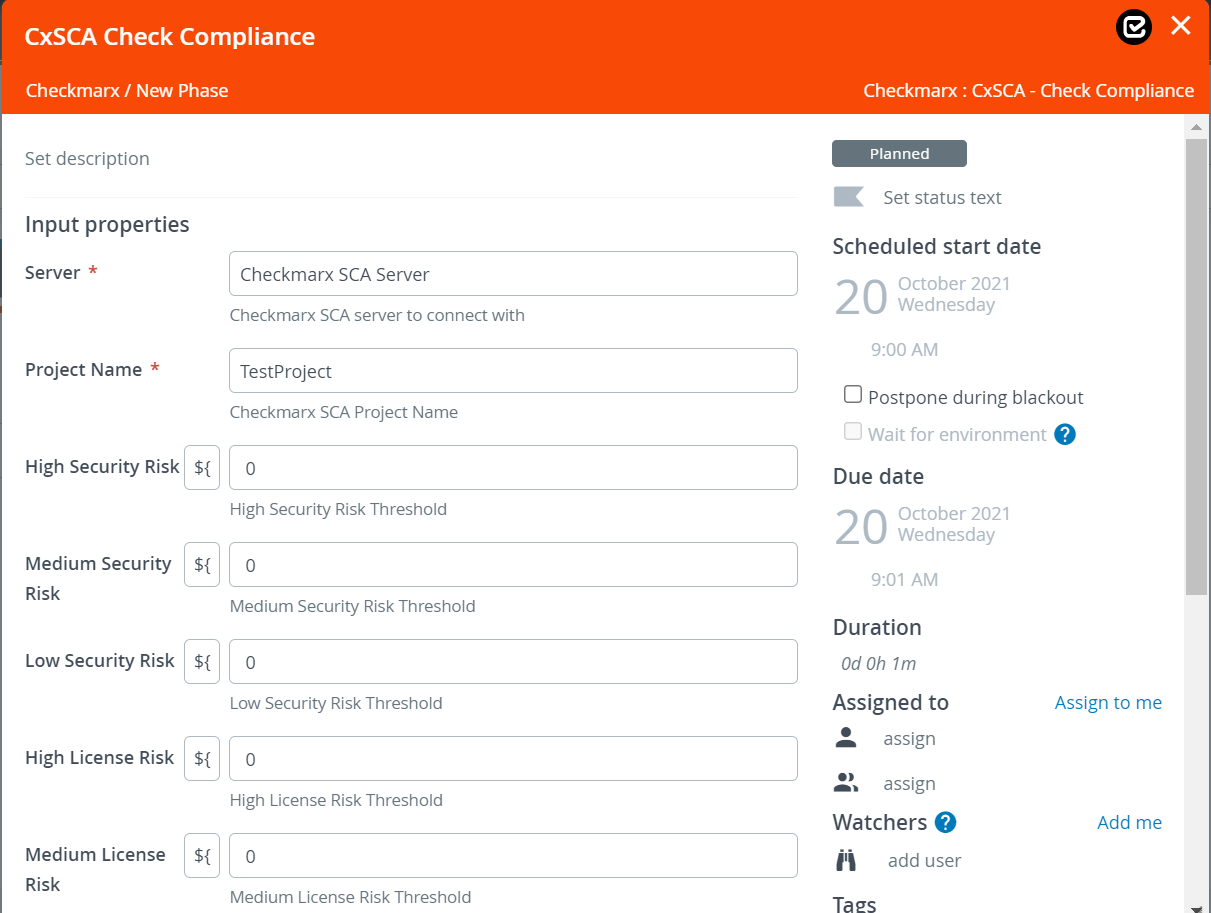 CxSCA Check Compliance
Checkmarx / New Phase
Checkmarx : CxSCA - Check Compliance
Set description
Input properties
Server *
Checkmarx SCA Server
Checkmarx SCA server to connect with
Project Name *
TestProject
Checkmarx SCA Project Name
High Security Risk
${
0
High Security Risk Threshold
Medium Security
Risk
${
0
Medium Security Risk Threshold
Low Security Risk
${
0
Low Security Risk Threshold
High License Risk
${
0
High License Risk Threshold
Medium License
Risk
${
0
Medium License Risk Threshold
Planned
Set status text
Scheduled start date
20
October 2021
Wednesday
9:00 AM
Postpone during blackout
Wait for environment ?
Due date
20
October 2021
Wednesday
9:01 AM
Duration
0d 0h 1m
Assigned to
Assign to me
assign
assign
Watchers ?
Add me
add user
Tags